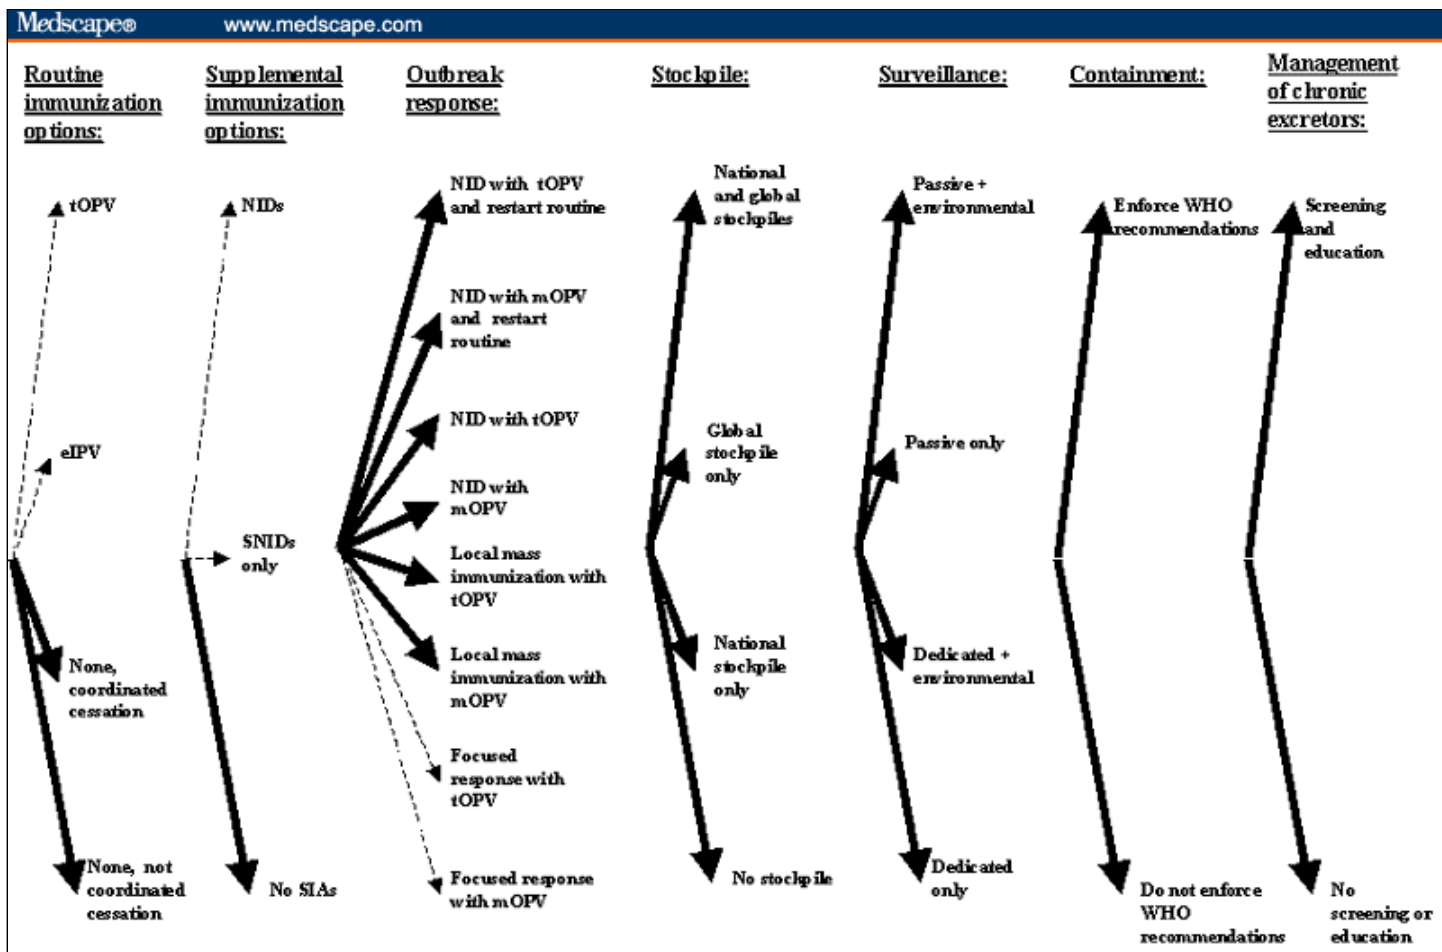 Medscape® www.medscape.com
Routine
immunization
options:
tOPV
eIPV
None,
coordinated
cessation
None, not
coordinated
cessation
Supplemental
immunization
options:
NIDs
SNIDs
only
No SIAs
Outbreak
response:
NID with tOPV
and restart routine
NID with mOPV
and restart
routine
NID with tOPV
NID with
mOPV
Local mass
immunization with
tOPV
Local mass
immunization with
mOPV
Focused
response with
tOPV
Focused response
with mOPV
Stockpile:
National
and global
stockpiles
Global
stockpile
only
National
stockpile
only
No stockpile
Surveillance:
Passive +
environmental
Passive only
Dedicated +
environmental
Dedicated
only
Containment:
Enforce WHO
recommendations
Do not enforce
WHO
recommendations
Management
of chronic
excretors:
Screening
and
education
No
screening or
education